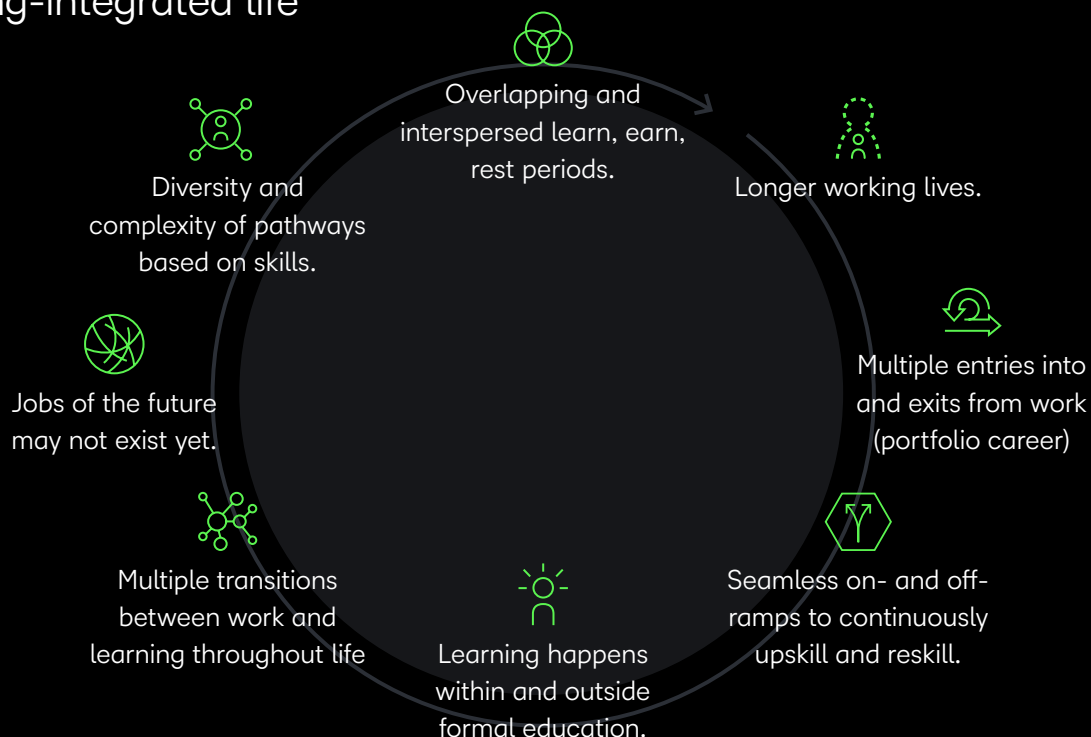 g-integrated life
Overlapping and
interspersed learn, earn,
rest periods.
Longer working lives.
Multiple entries into
and exits from work
(portfolio career)
Seamless on- and off-
ramps to continuously
upskill and reskill.
Learning happens
within and outside
formal education.
Multiple transitions
between work and
learning throughout life
Jobs of the future
may not exist yet.
Diversity and
complexity of pathways
based on skills.